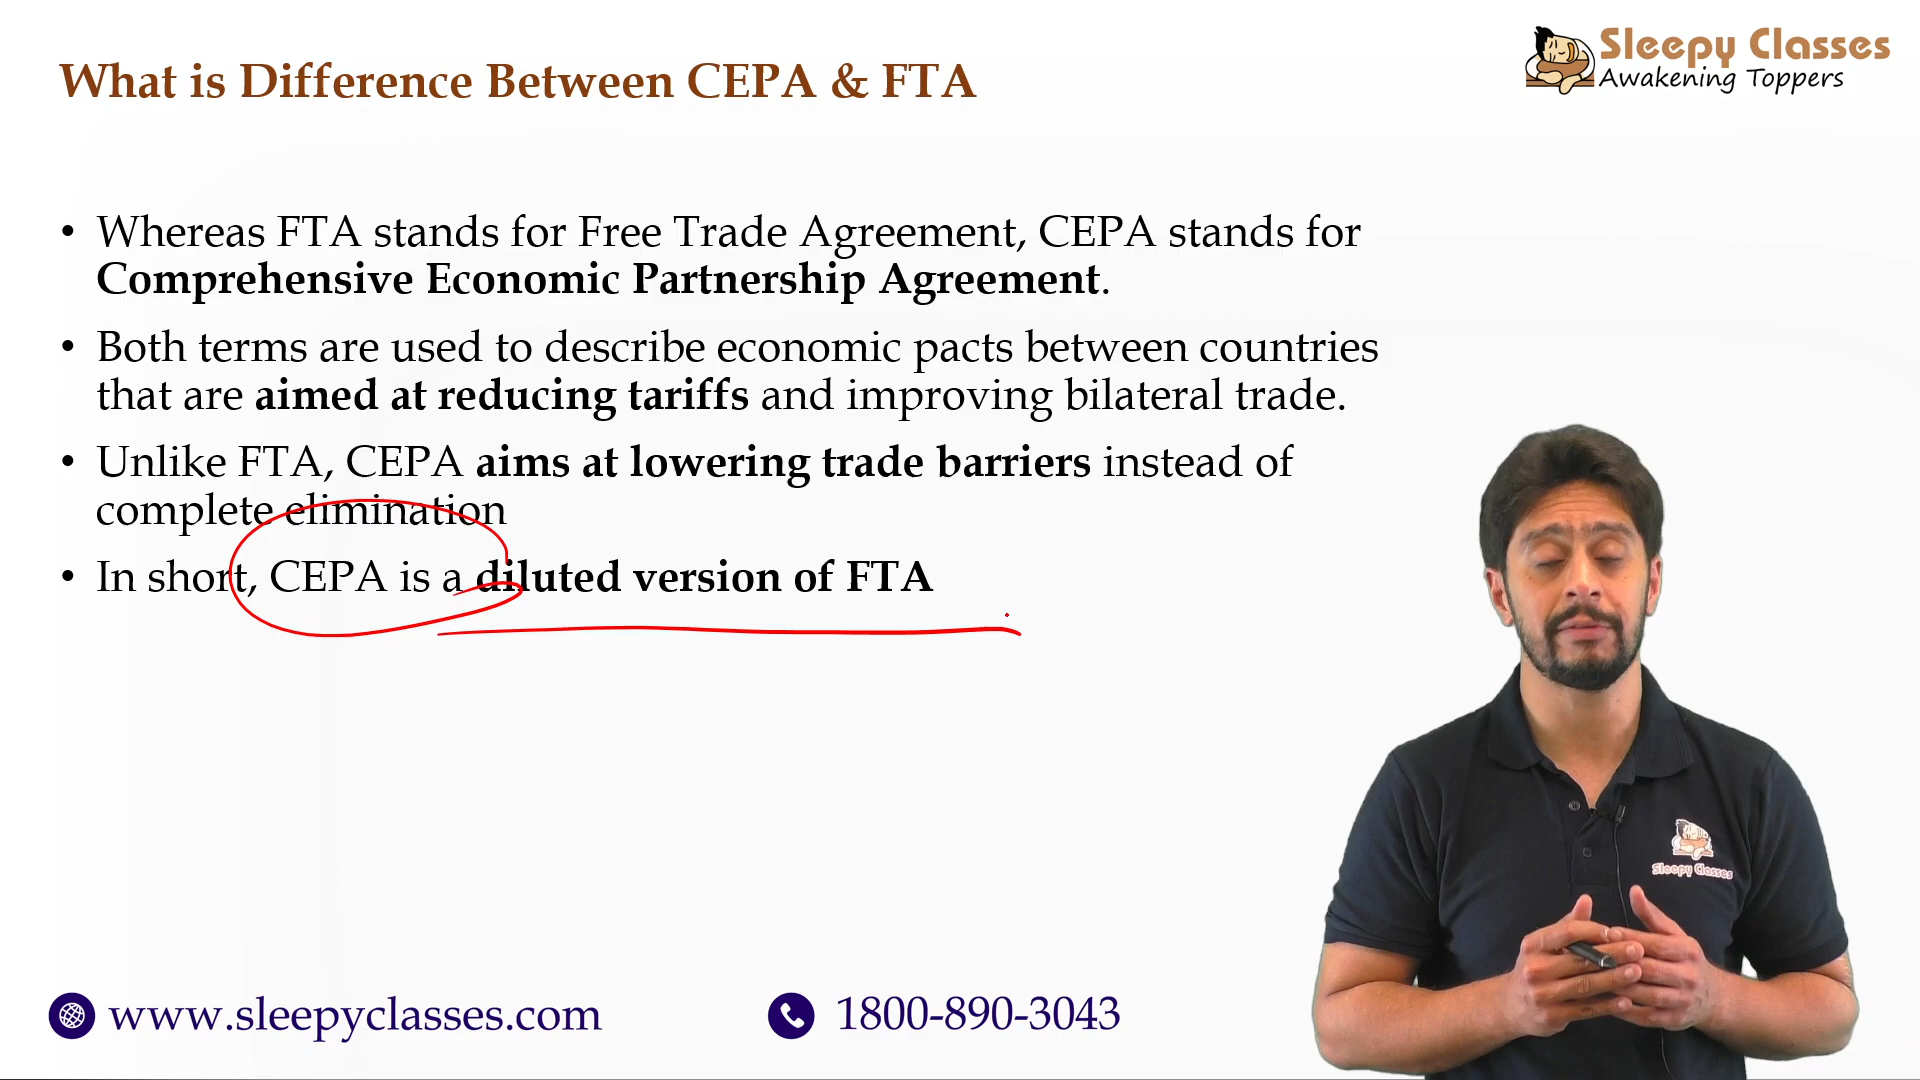 Sleepy Classes
Awakening Toppers
What is Difference Between CEPA & FTA
• Whereas FTA stands for Free Trade Agreement, CEPA stands for
Comprehensive Economic Partnership Agreement.
• Both terms are used to describe economic pacts between countries
that are aimed at reducing tariffs and improving bilateral trade.
• Unlike FTA, CEPA aims at lowering trade barriers instead of
complete elimination
• In short, CEPA is a diluted version of FTA
Sleepy Classes
www.sleepyclasses.com
1800-890-3043